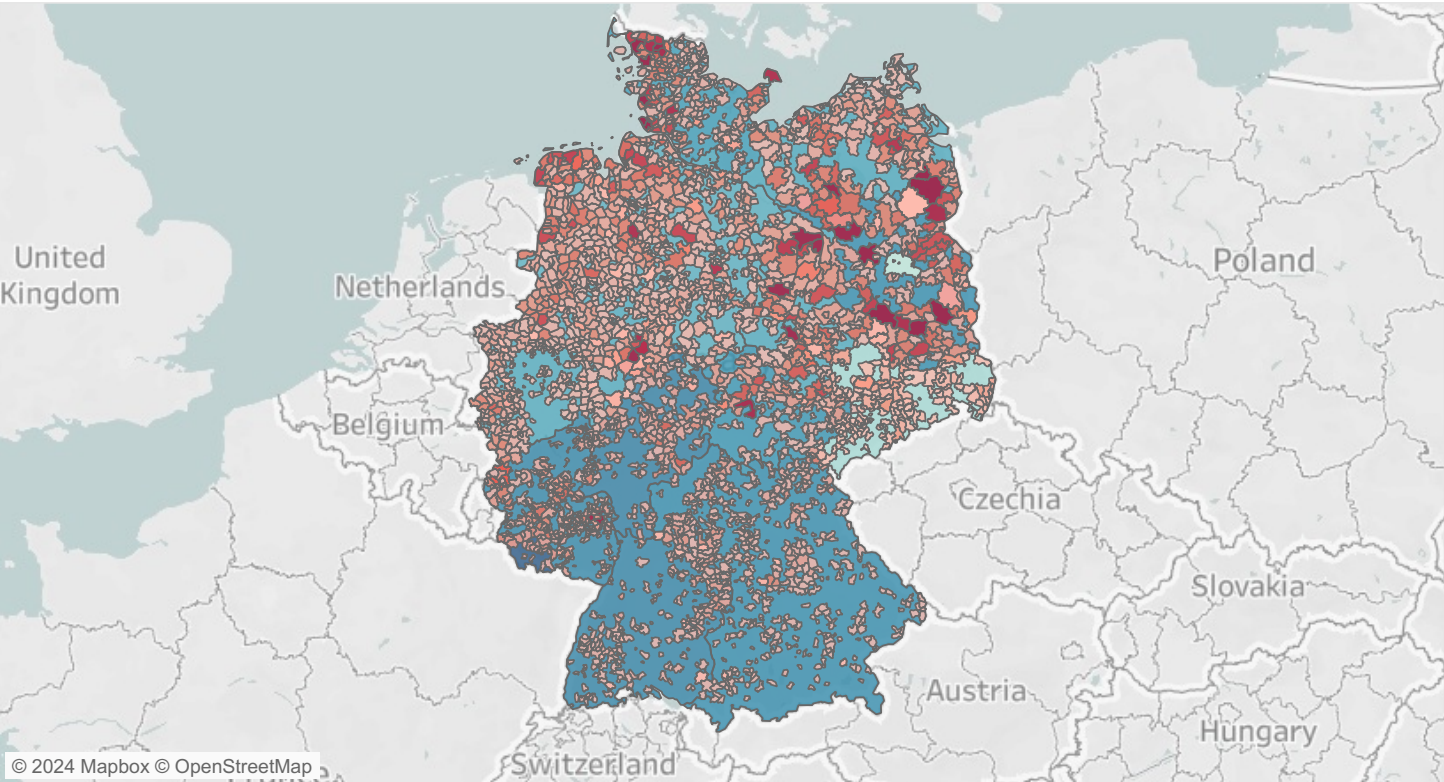 United
Kingdom
Netherlands
Poland
Belgium
Czechia
Slovakia
Austria
Hungary
Switzerland
© 2024 Mapbox © OpenStreetMap